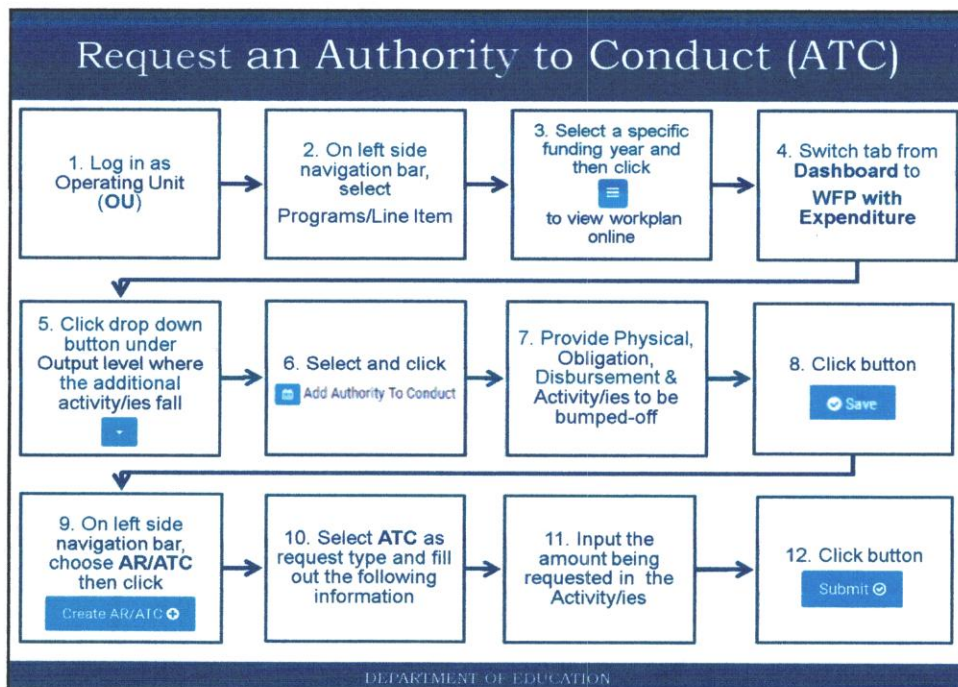 Request an Authority to Conduct (ATC)
1. Log in as
Operating Unit
(OU)
2. On left side
navigation bar,
select
Programs/Line Item
3. Select a specific
funding year and
then click
to view workplan
online
4. Switch tab from
Dashboard to
WFP with
Expenditure
5. Click drop down
button under
Output level where
the additional
activity/ies fall
6. Select and click
Add Authority To Conduct
7. Provide Physical,
Obligation,
Disbursement &
Activity/ies to be
bumped-off
8. Click button
Save
9. On left side
navigation bar,
choose AR/ATC
then click
Create AR/ATC
10. Select ATC as
request type and fill
out the following
information
11. Input the
amount being
requested in the
Activity/ies
12. Click button
Submit
DEPARTMENT OF EDUCATION